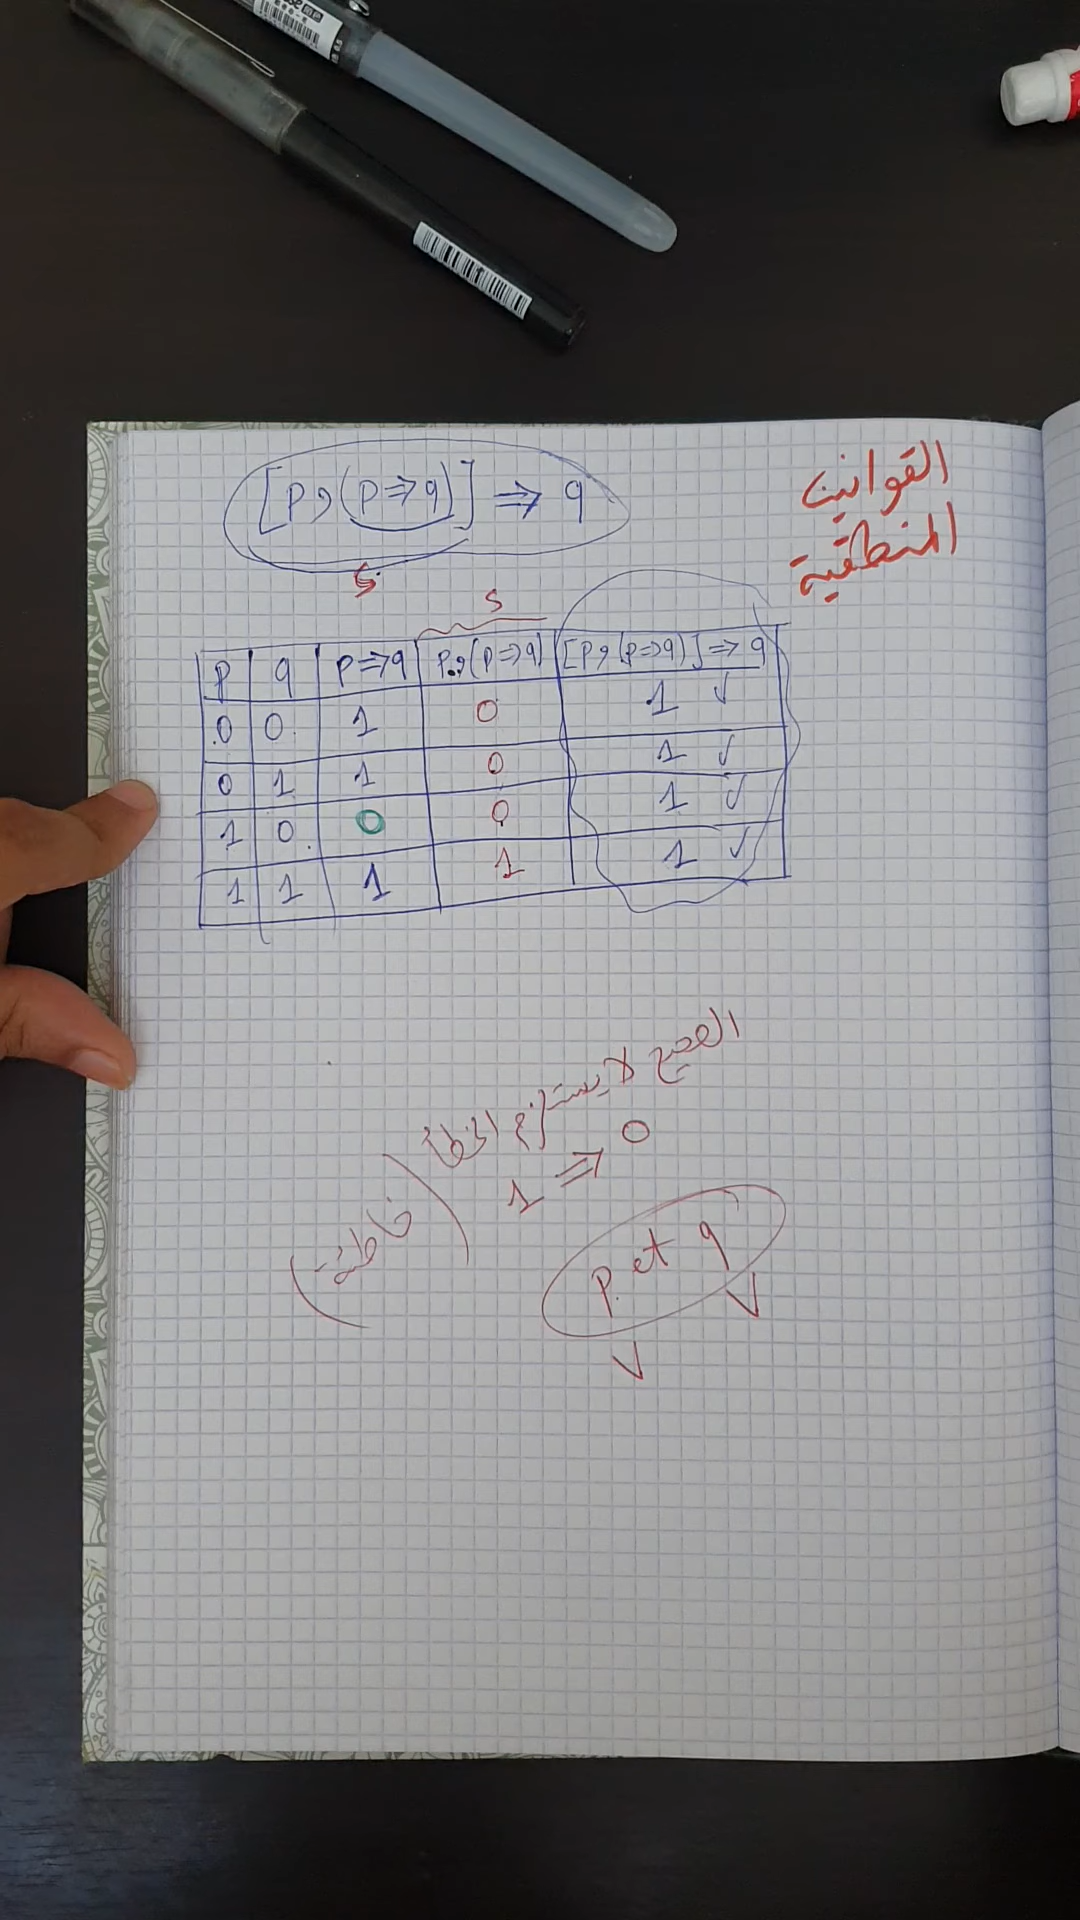 [p و (p ⇒ q)] ⇒ q
القوانين
المنطقية
S
S
p q p ⇒ q p و (p ⇒ q) [p و (p ⇒ q)] ⇒ q
0 0 1 0 1 ✓
0 1 1 0 1 ✓
1 0 0 0 1 ✓
1 1 1 1 1 ✓
الصحيح لا يستلزم الخطأ
1 ⇒ 0
(خاطئة)
p et q
V
V